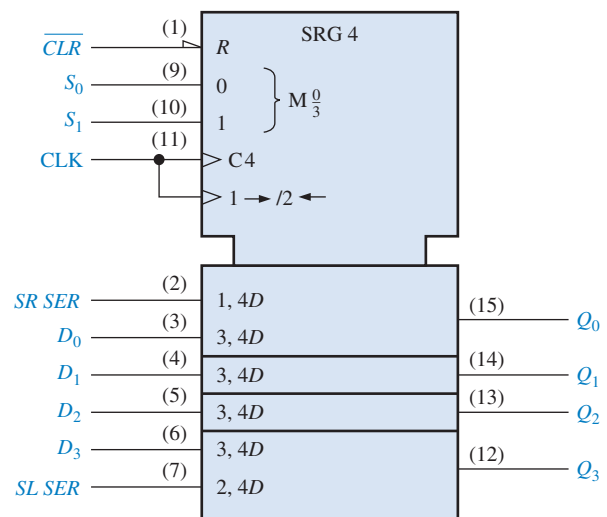 SRG 4
C̅L̅R̅ (1) R
S₀ (9) 0
M 0/3
S₁ (10) 1
CLK (11) C4
1 → /2 ←
SR SER (2) 1, 4D
(15) Q₀
D₀ (3) 3, 4D
D₁ (4) 3, 4D (14) Q₁
D₂ (5) 3, 4D (13) Q₂
D₃ (6) 3, 4D
(12) Q₃
SL SER (7) 2, 4D